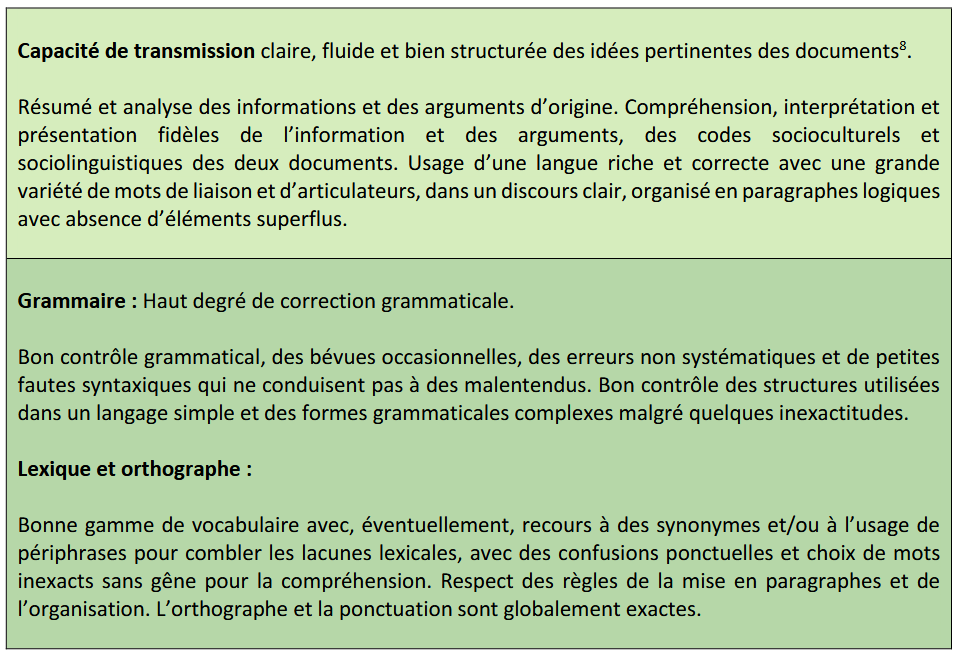 Capacité de transmission claire, fluide et bien structurée des idées pertinentes des documents⁸.
Résumé et analyse des informations et des arguments d’origine. Compréhension, interprétation et
présentation fidèles de l’information et des arguments, des codes socioculturels et
sociolinguistiques des deux documents. Usage d’une langue riche et correcte avec une grande
variété de mots de liaison et d’articulateurs, dans un discours clair, organisé en paragraphes logiques
avec absence d’éléments superflus.
Grammaire : Haut degré de correction grammaticale.
Bon contrôle grammatical, des bévues occasionnelles, des erreurs non systématiques et de petites
fautes syntaxiques qui ne conduisent pas à des malentendus. Bon contrôle des structures utilisées
dans un langage simple et des formes grammaticales complexes malgré quelques inexactitudes.
Lexique et orthographe :
Bonne gamme de vocabulaire avec, éventuellement, recours à des synonymes et/ou à l’usage de
périphrases pour combler les lacunes lexicales, avec des confusions ponctuelles et choix de mots
inexacts sans gêne pour la compréhension. Respect des règles de la mise en paragraphes et de
l’organisation. L’orthographe et la ponctuation sont globalement exactes.